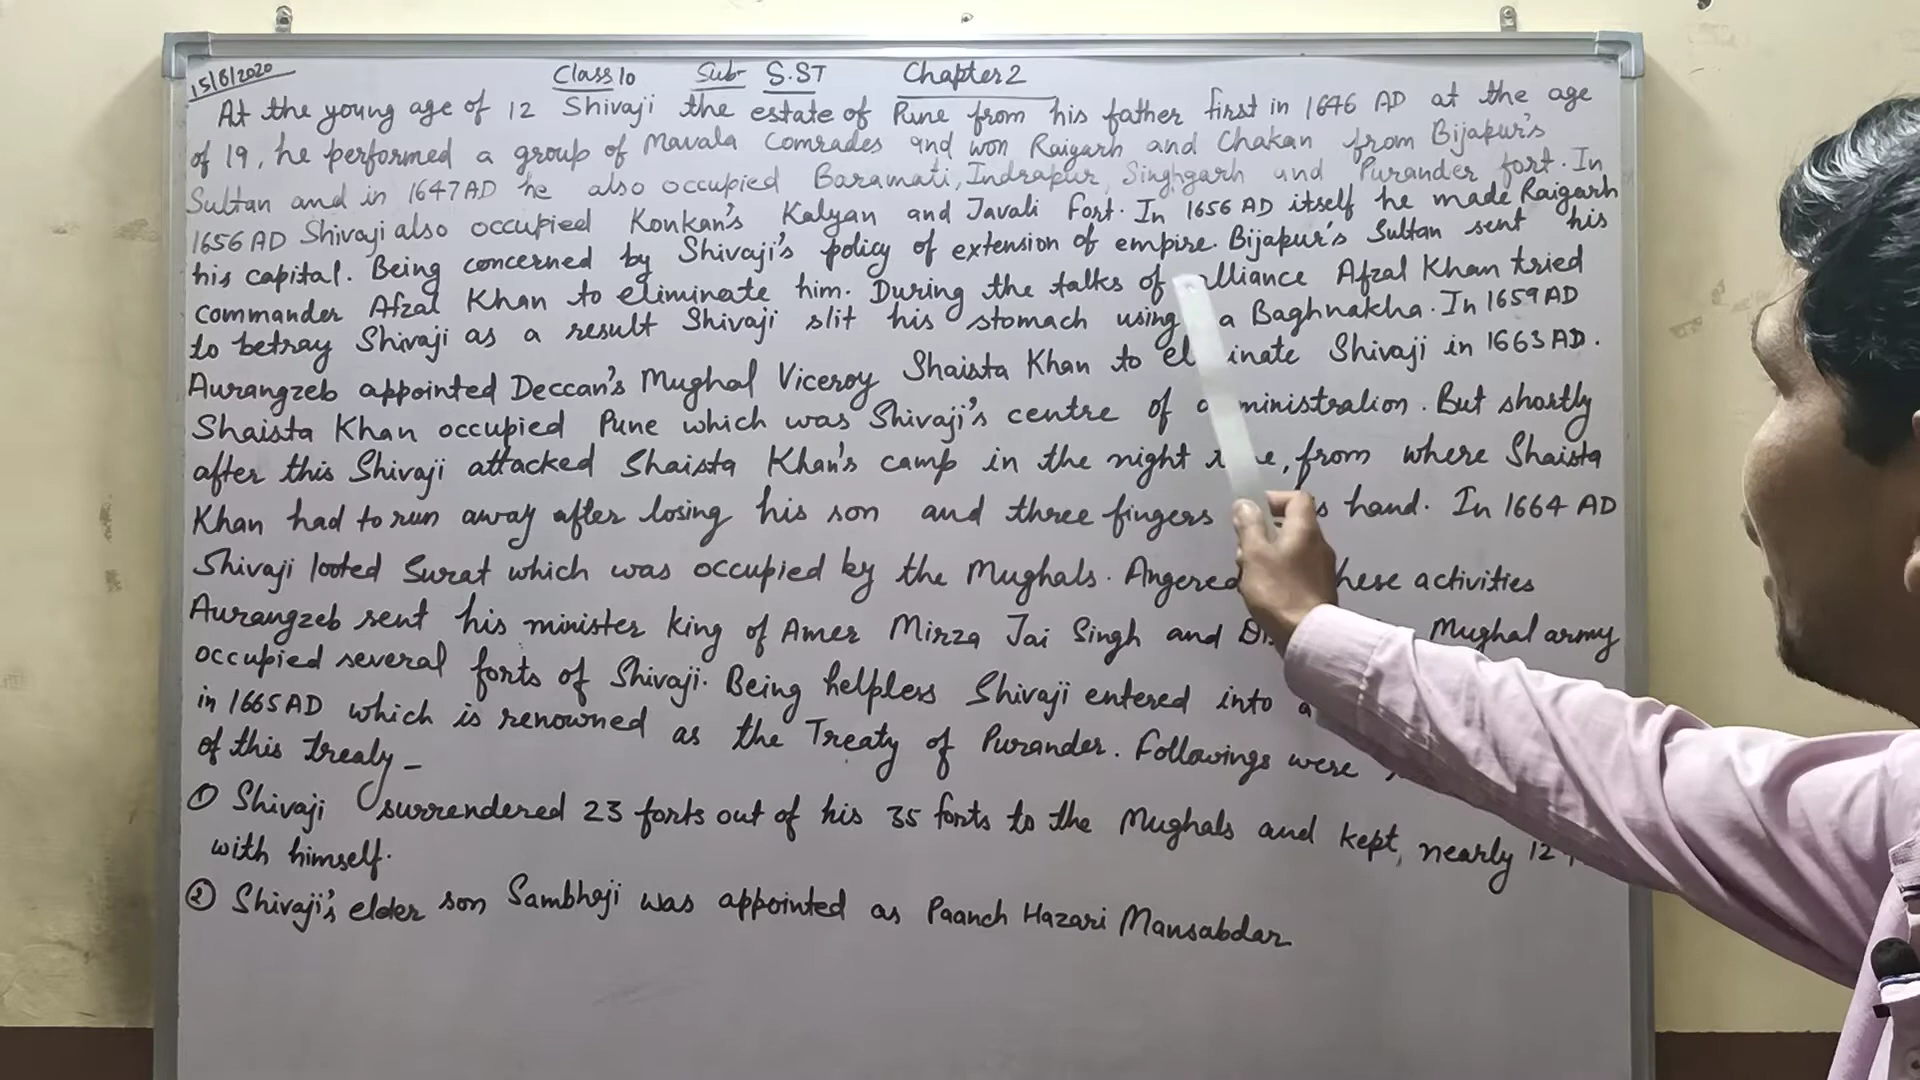 15/8/2020 Class 10 Sub- S.ST Chapter 2
At the young age of 12 Shivaji the estate of Pune from his father first in 1646 AD at the age
of 19, he performed a group of Mavala Comrades and won Raigarh and Chakan from Bijapur's
Sultan and in 1647 AD he also occupied Baramati, Indrapur, Singhgarh and Purander fort. In
1656 AD Shivaji also occupied Konkan's Kalyan and Javali Fort. In 1656 AD itself he made Raigarh
his capital. Being concerned by Shivaji's policy of extension of empire. Bijapur's Sultan sent his
commander Afzal Khan to eliminate him. During the talks of alliance Afzal Khan tried
to betray Shivaji as a result Shivaji slit his stomach using a Baghnakha. In 1659 AD
Aurangzeb appointed Deccan's Mughal Viceroy Shaista Khan to inate Shivaji in 1663 AD.
Shaista Khan occupied Pune which was Shivaji's centre of ministration. But shortly
after this Shivaji attacked Shaista Khan's camp in the night , from where Shaista
Khan had to run away after losing his son and three fingers hand. In 1664 AD
Shivaji looted Surat which was occupied by the Mughals. Angered these activities
Aurangzeb sent his minister king of Amer Mirza Jai Singh and Mughal army
occupied several forts of Shivaji. Being helpless Shivaji entered into a
in 1665 AD which is renowned as the Treaty of Purander. Followings were
of this trealy -
① Shivaji surrendered 23 forts out of his 35 forts to the Mughals and kept, nearly 12
with himself.
② Shivaji's elder son Sambhaji was appointed as Paanch Hazari Mansabdar